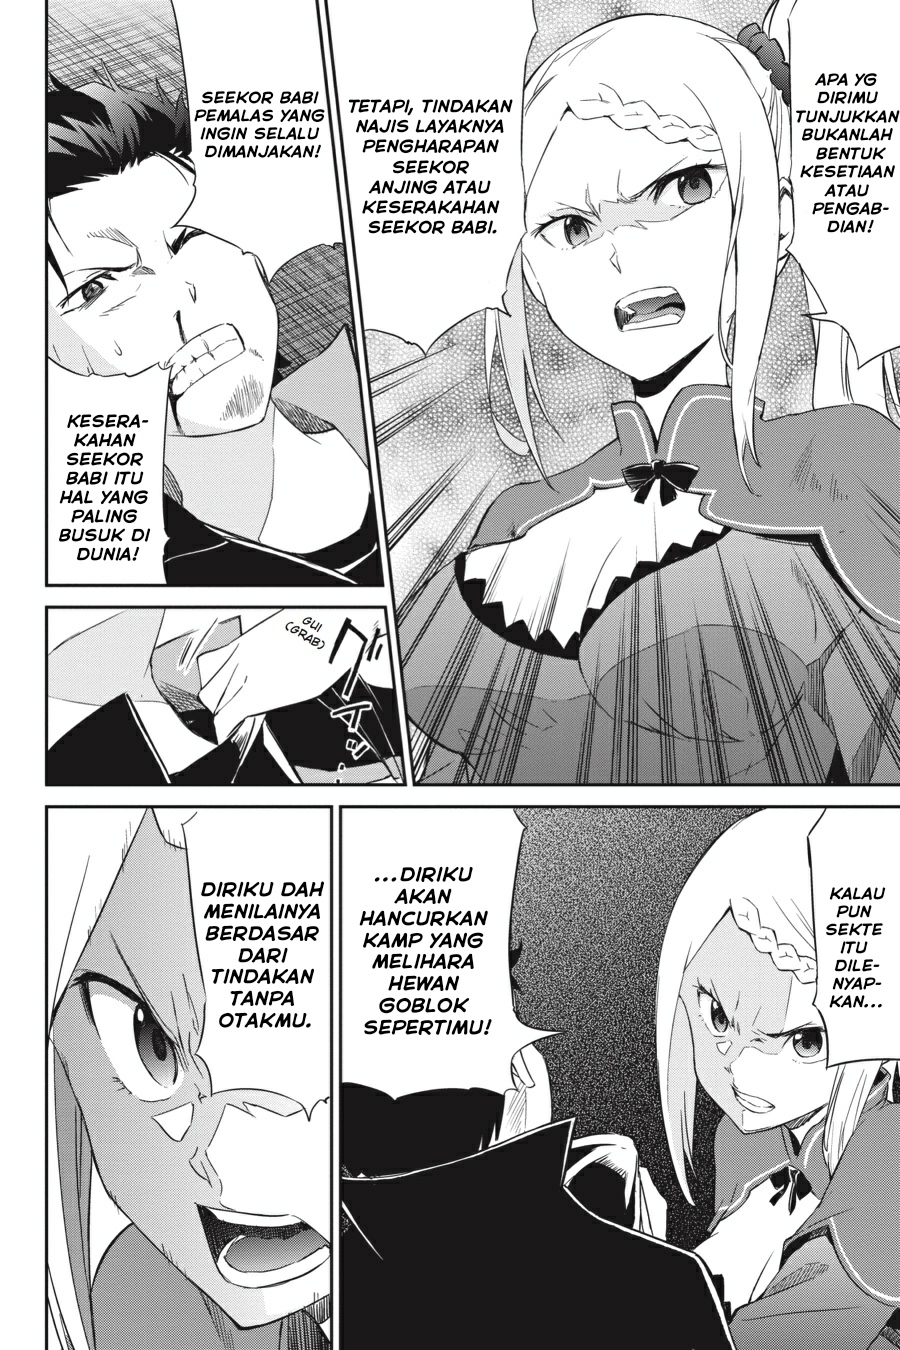 APA YG
DIRIMU
TUNJUKKAN
BUKANLAH
BENTUK
KESETIAAN
ATAU
PENGAB-
DIAN!
TETAPI, TINDAKAN
NAJIS LAYAKNYA
PENGHARAPAN
SEEKOR
ANJING ATAU
KESERAKAHAN
SEEKOR BABI.
SEEKOR BABI
PEMALAS YANG
INGIN SELALU
DIMANJAKAN!
KESERA-
KAHAN
SEEKOR
BABI ITU
HAL YANG
PALING
BUSUK DI
DUNIA!
GUI
(GRAB)
KALAU
PUN
SEKTE
ITU
DILE-
NYAP-
KAN...
...DIRIKU
AKAN
HANCURKAN
KAMP YANG
MELIHARA
HEWAN
GOBLOK
SEPERTIMU!
DIRIKU DAH
MENILAINYA
BERDASAR
DARI
TINDAKAN
TANPA
OTAKMU.